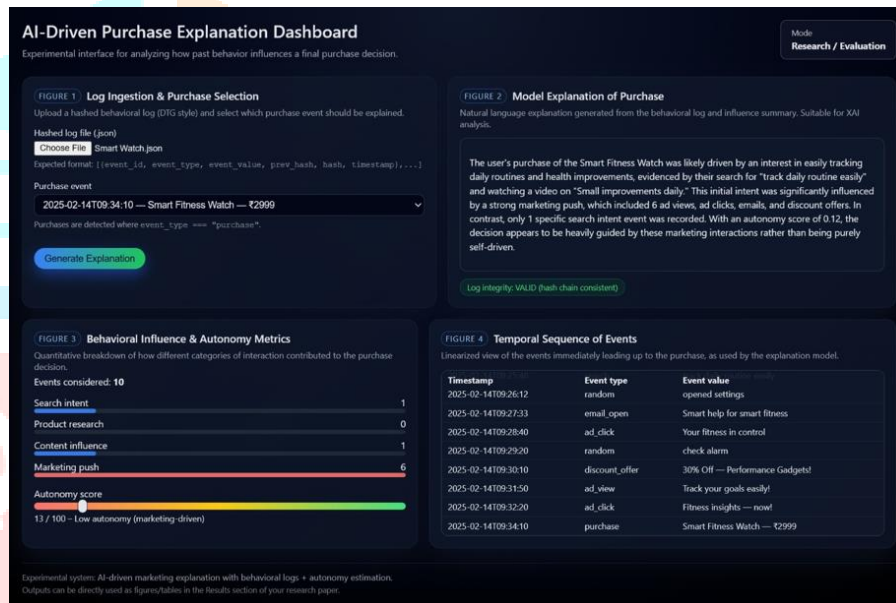 AI-Driven Purchase Explanation Dashboard
Experimental interface for analyzing how past behavior influences a final purchase decision.
Mode
Research / Evaluation
FIGURE 1 Log Ingestion & Purchase Selection
Upload a hashed behavioral log (DTG style) and select which purchase event should be explained.
Hashed log file (.json)
Choose File Smart Watch.json
Expected format: [{event_id, event_type, event_value, prev_hash, hash, timestamp},...]
Purchase event
2025-02-14T09:34:10 — Smart Fitness Watch — ₹2999
Purchases are detected where event_type === "purchase".
Generate Explanation
FIGURE 2 Model Explanation of Purchase
Natural language explanation generated from the behavioral log and influence summary. Suitable for XAI
analysis.
The user's purchase of the Smart Fitness Watch was likely driven by an interest in easily tracking
daily routines and health improvements, evidenced by their search for "track daily routine easily"
and watching a video on "Small improvements daily." This initial intent was significantly influenced
by a strong marketing push, which included 6 ad views, ad clicks, emails, and discount offers. In
contrast, only 1 specific search intent event was recorded. With an autonomy score of 0.12, the
decision appears to be heavily guided by these marketing interactions rather than being purely
self-driven.
Log integrity: VALID (hash chain consistent)
FIGURE 3 Behavioral Influence & Autonomy Metrics
Quantitative breakdown of how different categories of interaction contributed to the purchase
decision.
Events considered: 10
Search intent 1
Product research 0
Content influence 1
Marketing push 6
Autonomy score
13 / 100 – Low autonomy (marketing-driven)
FIGURE 4 Temporal Sequence of Events
Linearized view of the events immediately leading up to the purchase, as used by the explanation model.
Timestamp Event type Event value
2025-02-14T09:26:12 random opened settings
2025-02-14T09:27:33 email_open Smart help for smart fitness
2025-02-14T09:28:40 ad_click Your fitness in control
2025-02-14T09:29:20 random check alarm
2025-02-14T09:30:10 discount_offer 30% Off — Performance Gadgets!
2025-02-14T09:31:50 ad_view Track your goals easily!
2025-02-14T09:32:20 ad_click Fitness insights — now!
2025-02-14T09:34:10 purchase Smart Fitness Watch — ₹2999
Experimental system: AI-driven marketing explanation with behavioral logs + autonomy estimation.
Outputs can be directly used as figures/tables in the Results section of your research paper.